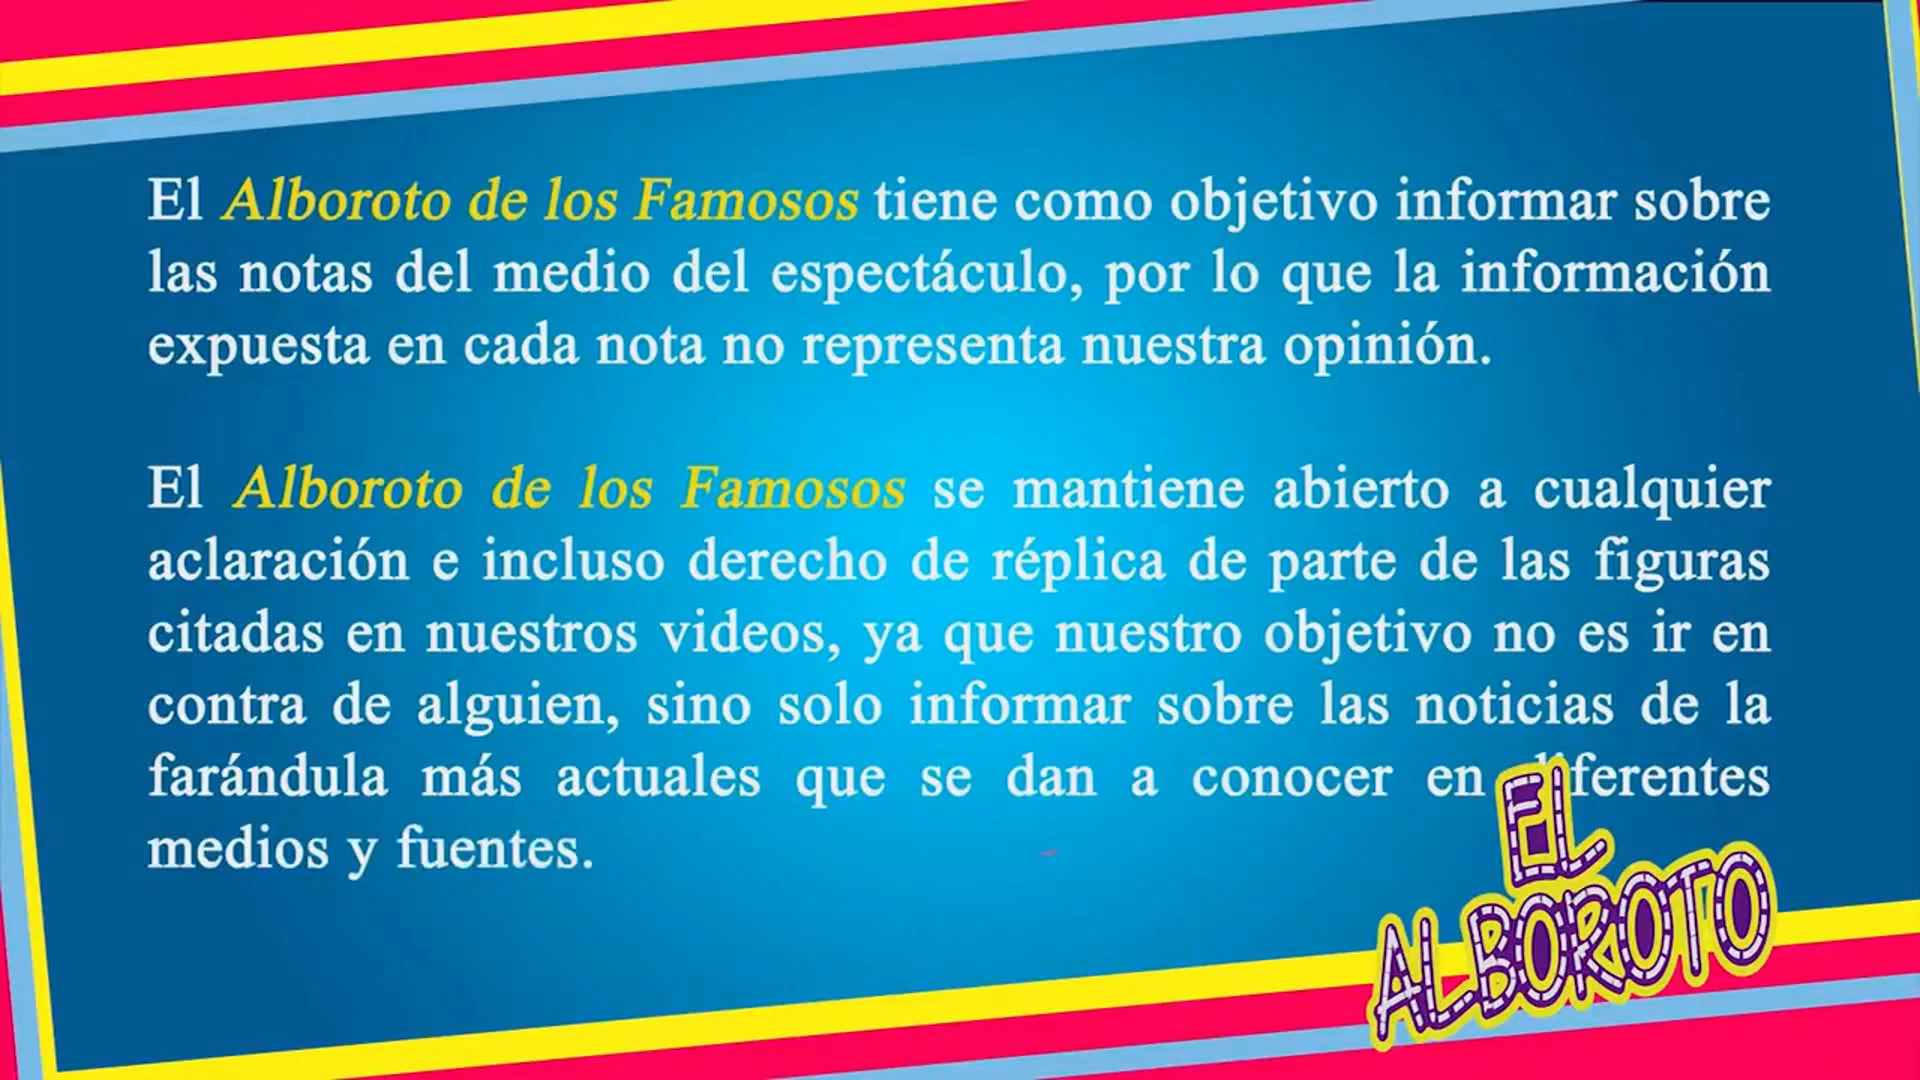 El Alboroto de los Famosos tiene como objetivo informar sobre
las notas del medio del espectáculo, por lo que la información
expuesta en cada nota no representa nuestra opinión.
El Alboroto de los Famosos se mantiene abierto a cualquier
aclaración e incluso derecho de réplica de parte de las figuras
citadas en nuestros videos, ya que nuestro objetivo no es ir en
contra de alguien, sino solo informar sobre las noticias de la
farándula más actuales que se dan a conocer en diferentes
medios y fuentes.
EL
ALBOROTO